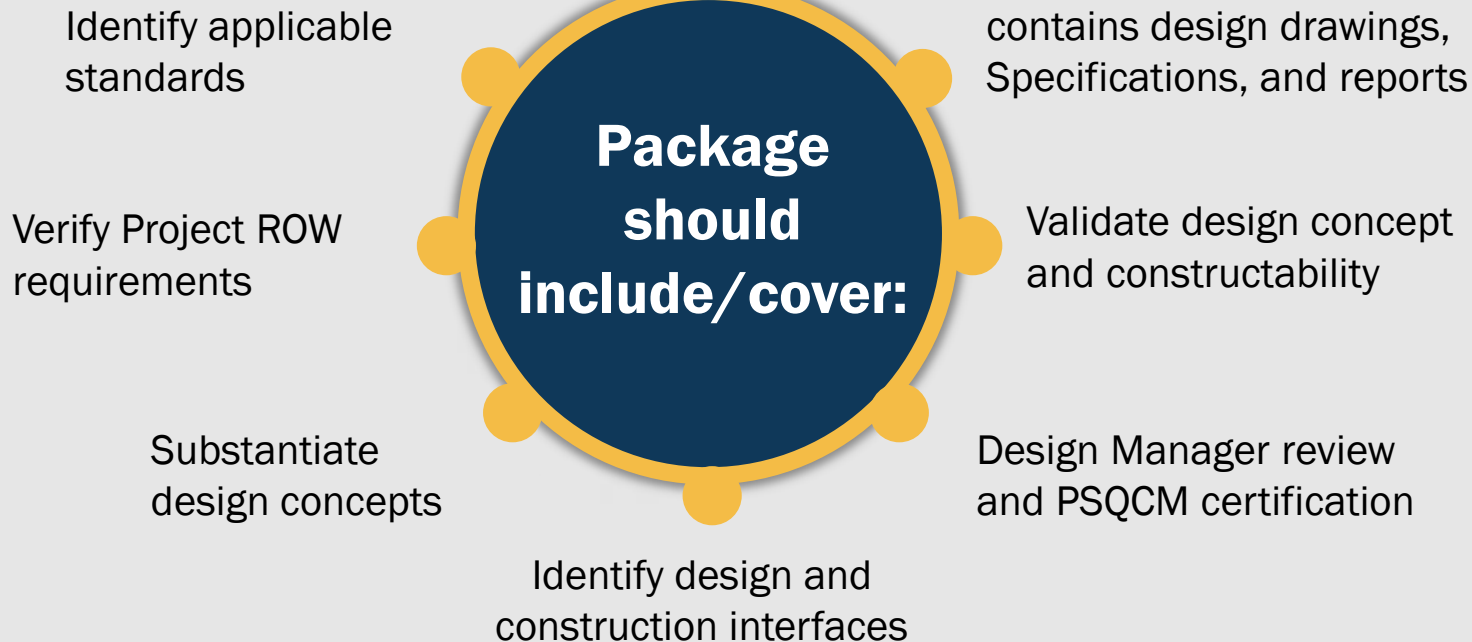 Identify applicable
standards
contains design drawings,
Specifications, and reports
Package
should
include/cover:
Verify Project ROW
requirements
Validate design concept
and constructability
Substantiate
design concepts
Design Manager review
and PSQCM certification
Identify design and
construction interfaces